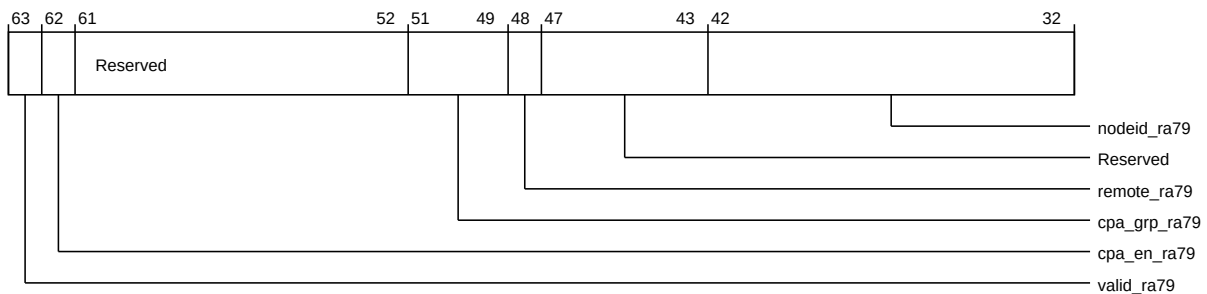 63 62 61 52 51 49 48 47 43 42 32
Reserved
nodeid_ra79
Reserved
remote_ra79
cpa_grp_ra79
cpa_en_ra79
valid_ra79